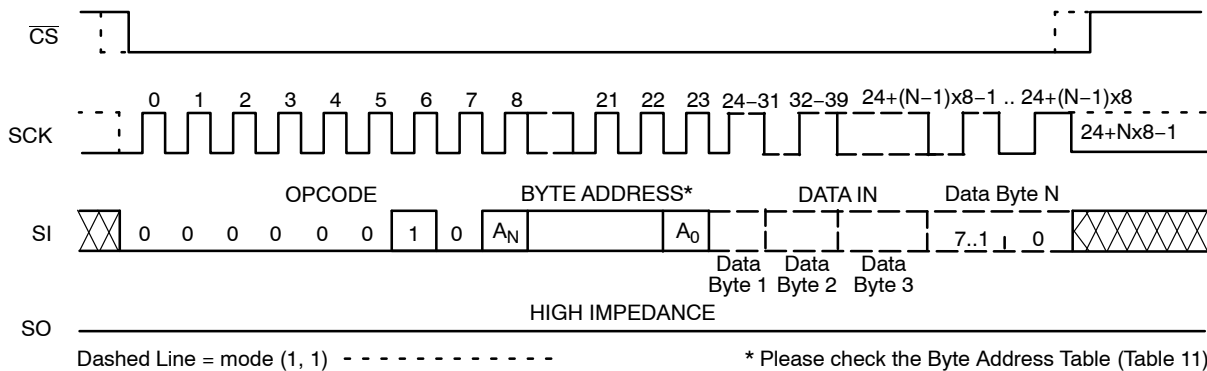 CS
0 1 2 3 4 5 6 7 8 21 22 23 24–31 32–39 24+(N–1)x8–1 .. 24+(N–1)x8
SCK
24+Nx8–1
OPCODE BYTE ADDRESS* DATA IN Data Byte N
SI
0 0 0 0 0 0 1 0 AN A0 7..1 0
Data Byte 1
Data Byte 2
Data Byte 3
HIGH IMPEDANCE
SO
Dashed Line = mode (1, 1)
* Please check the Byte Address Table (Table 11)